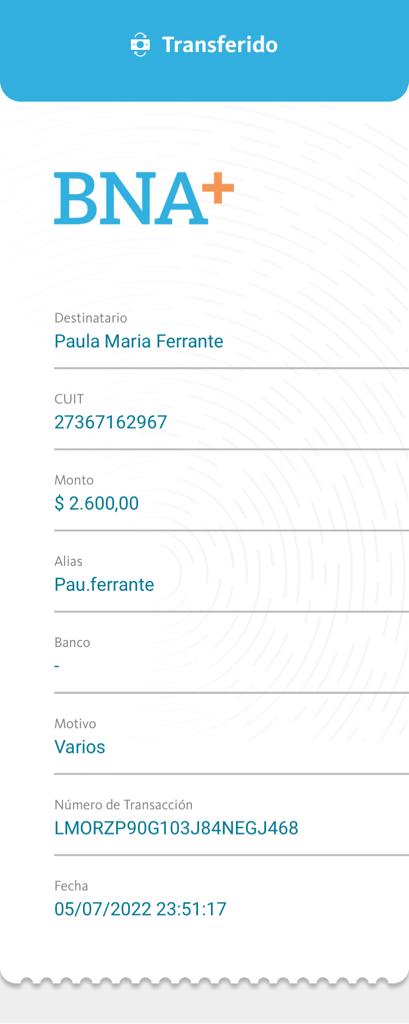 Transferido
BNA+
Destinatario
Paula Maria Ferrante
CUIT
27367162967
Monto
$ 2.600,00
Alias
Pau.ferrante
Banco
-
Motivo
Varios
Número de Transacción
LMORZP90G103J84NEGJ468
Fecha
05/07/2022 23:51:17